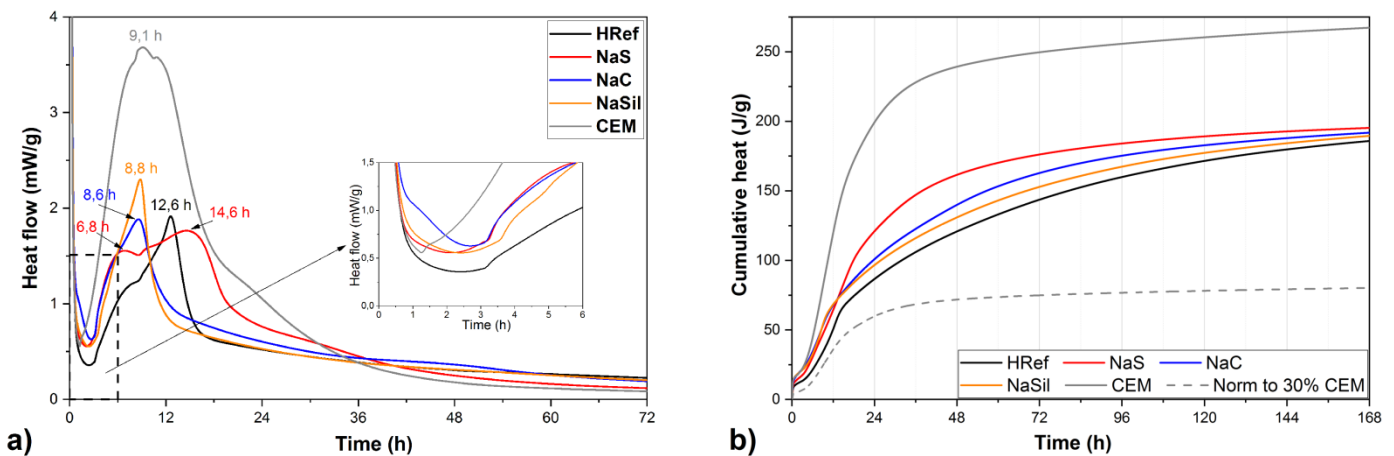 4
3
2
1
0
0
12
24
36
48
60
72
Heat flow (mW/g)
Time (h)
9,1 h
8,8 h
8,6 h
12,6 h
6,8 h
14,6 h
HRef
NaS
NaC
NaSil
CEM
1,5
1,0
0,5
0,0
0
1
2
3
4
5
6
Heat flow (mW/g)
Time (h)
a)
250
200
150
100
50
0
0
24
48
72
96
120
144
168
Cumulative heat (J/g)
Time (h)
HRef
NaS
NaC
NaSil
CEM
Norm to 30% CEM
b)